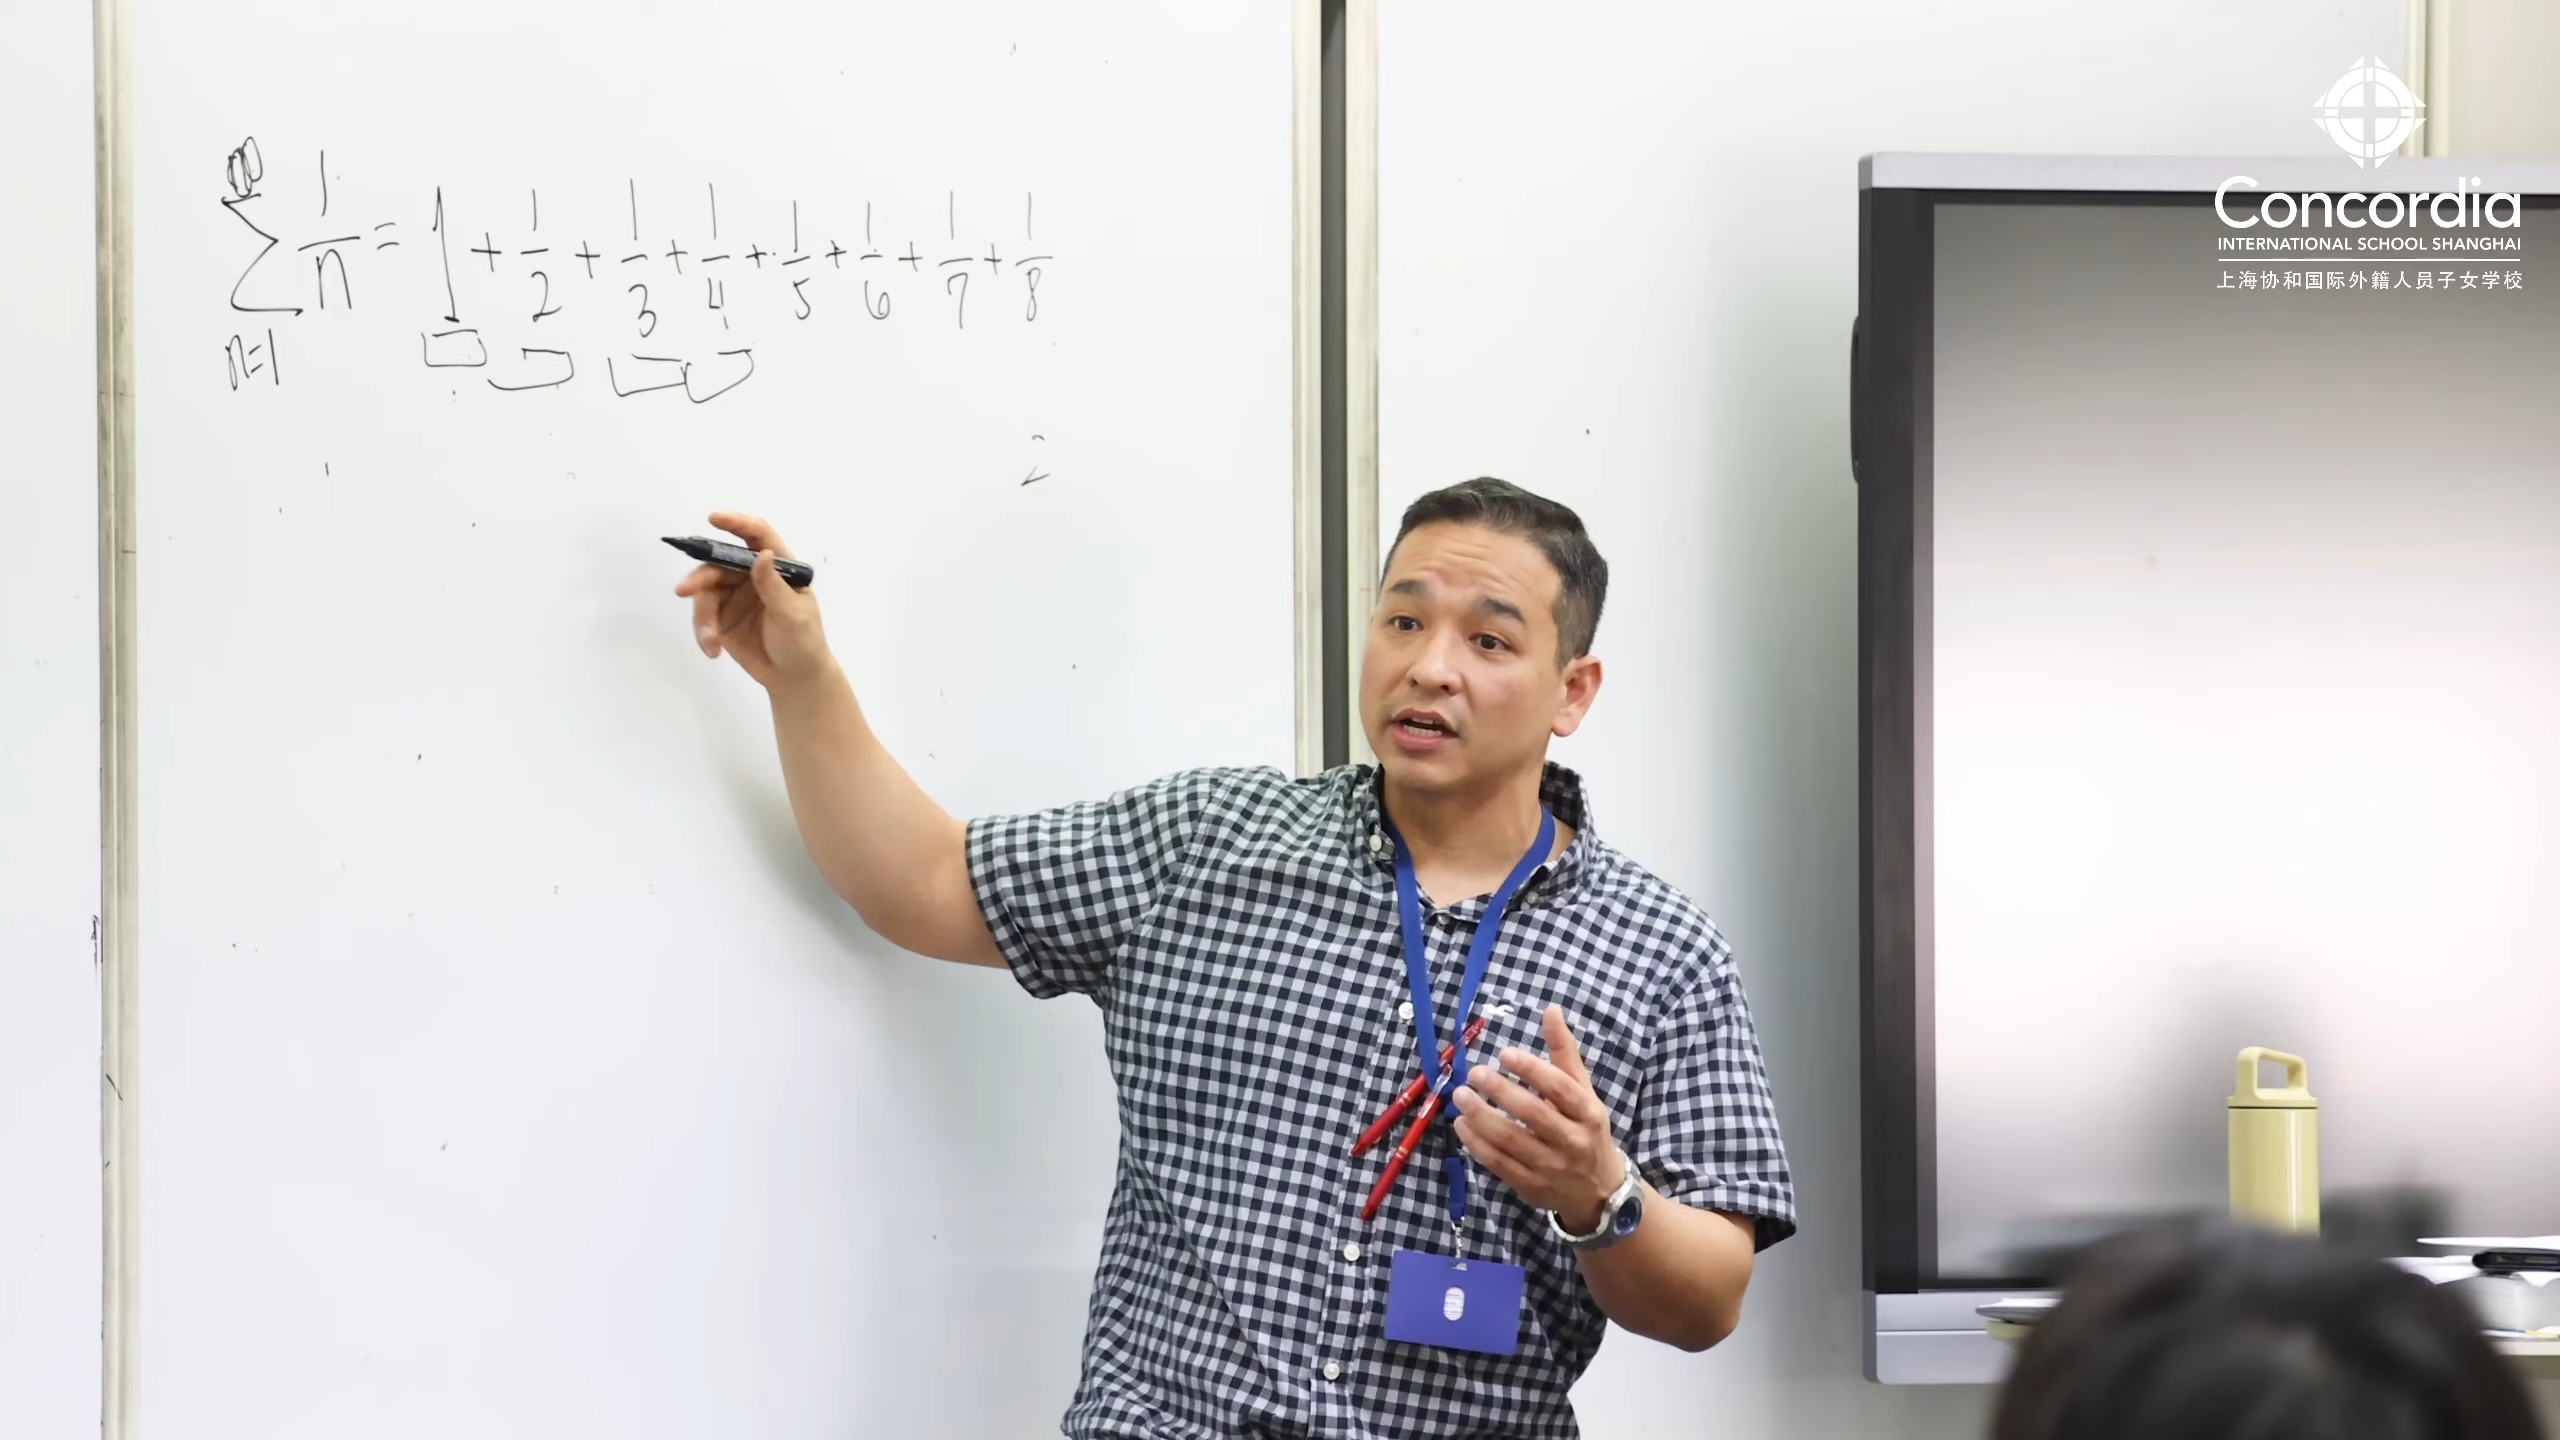 ∞
∑ 1/n = 1 + 1/2 + 1/3 + 1/4 + 1/5 + 1/6 + 1/7 + 1/8
n=1
2
Concordia
INTERNATIONAL SCHOOL SHANGHAI
上海协和国际外籍人员子女学校